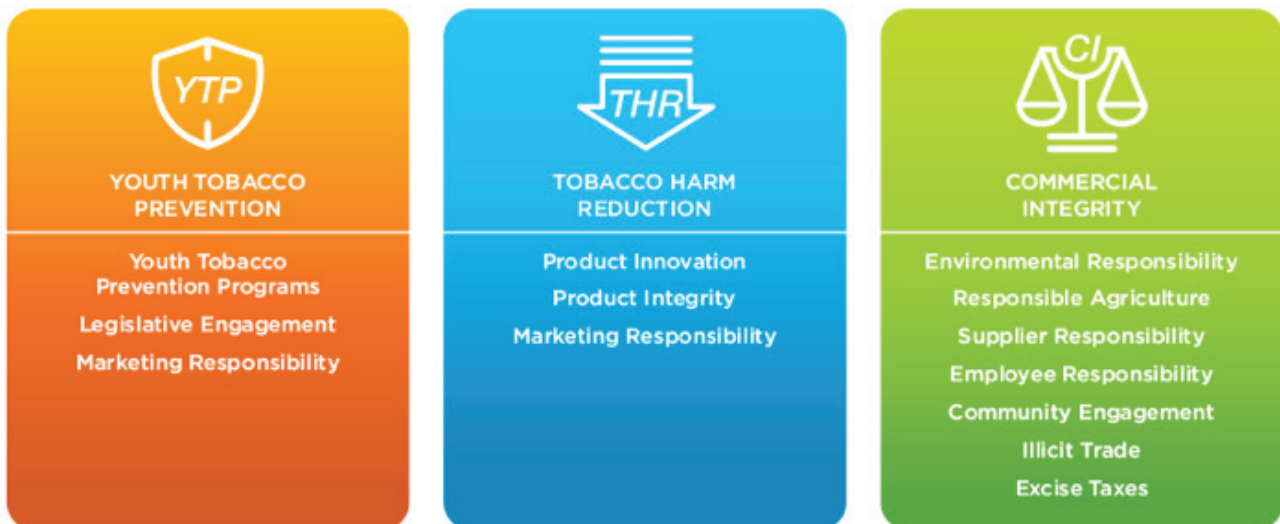 YTP
YOUTH TOBACCO
PREVENTION
Youth Tobacco
Prevention Programs
Legislative Engagement
Marketing Responsibility
THR
TOBACCO HARM
REDUCTION
Product Innovation
Product Integrity
Marketing Responsibility
CI
COMMERCIAL
INTEGRITY
Environmental Responsibility
Responsible Agriculture
Supplier Responsibility
Employee Responsibility
Community Engagement
Illicit Trade
Excise Taxes